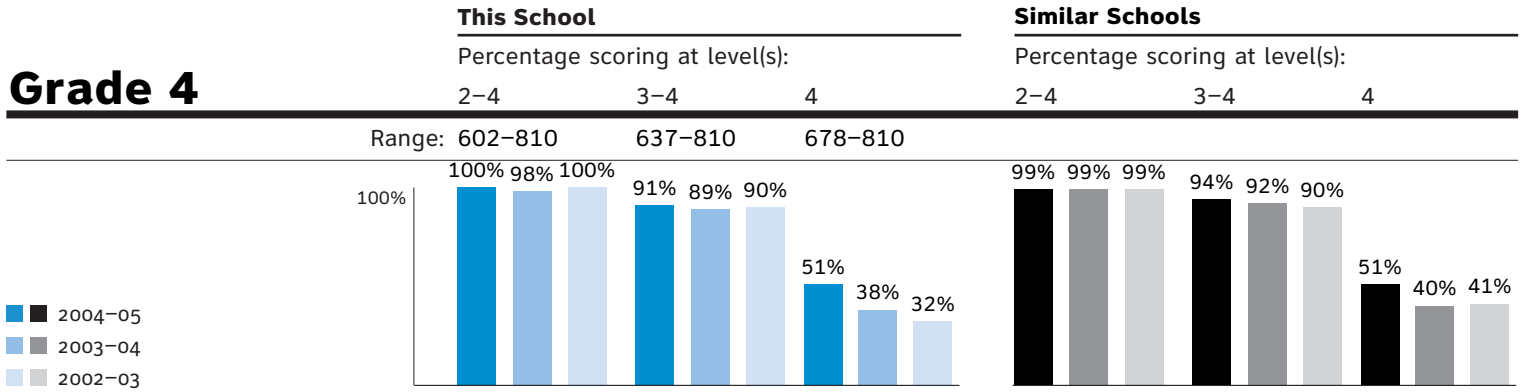 This School
Similar Schools
Percentage scoring at level(s):
Percentage scoring at level(s):
Grade 4
2–4 3–4 4
2–4 3–4 4
Range: 602–810 637–810 678–810
100% 98% 100%
91% 89% 90%
51% 38% 32%
99% 99% 99%
94% 92% 90%
51% 40% 41%
100%
2004–05
2003–04
2002–03